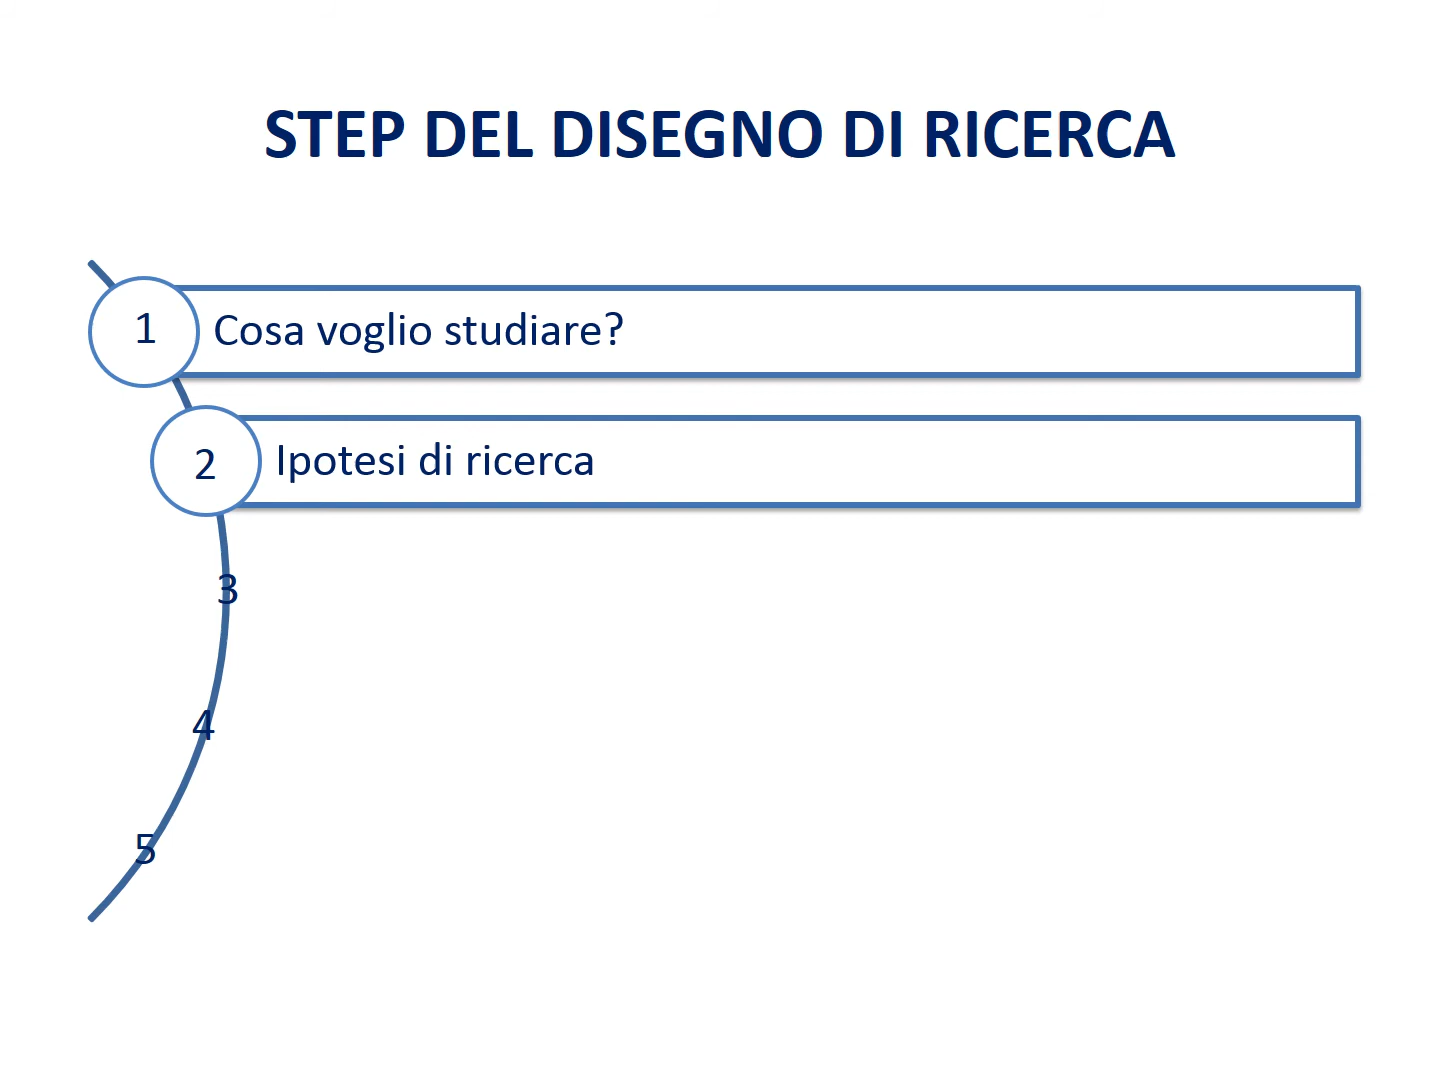 STEP DEL DISEGNO DI RICERCA
1 Cosa voglio studiare?
2 Ipotesi di ricerca
3
4
5